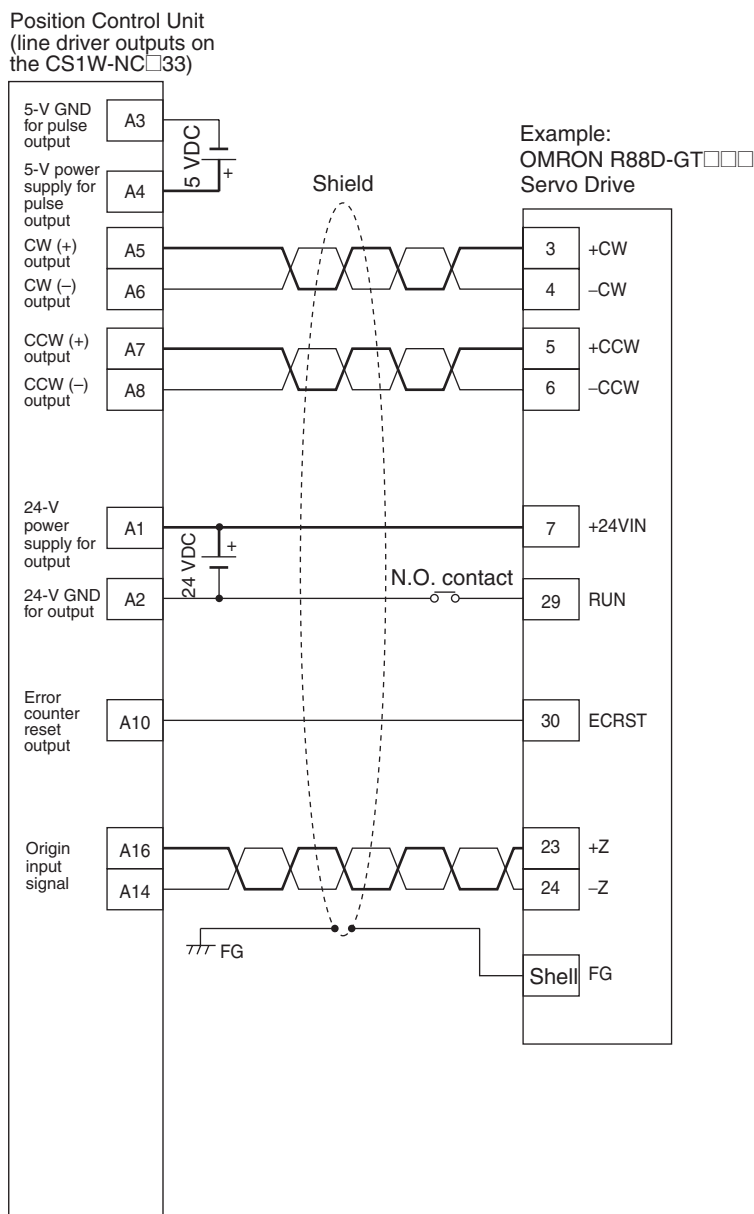 Position Control Unit
(line driver outputs on
the CS1W-NC□33)
5-V GND
for pulse
output
A3
5 VDC
+
5-V power
supply for
pulse
output
A4
Example:
OMRON R88D-GT□□□
Servo Drive
Shield
CW (+)
output
A5
3
+CW
CW (–)
output
A6
4
–CW
CCW (+)
output
A7
5
+CCW
CCW (–)
output
A8
6
–CCW
24-V
power
supply for
output
A1
7
+24VIN
24 VDC
+
24-V GND
for output
A2
N.O. contact
29
RUN
Error
counter
reset
output
A10
30
ECRST
Origin
input
signal
A16
23
+Z
A14
24
–Z
FG
Shell
FG